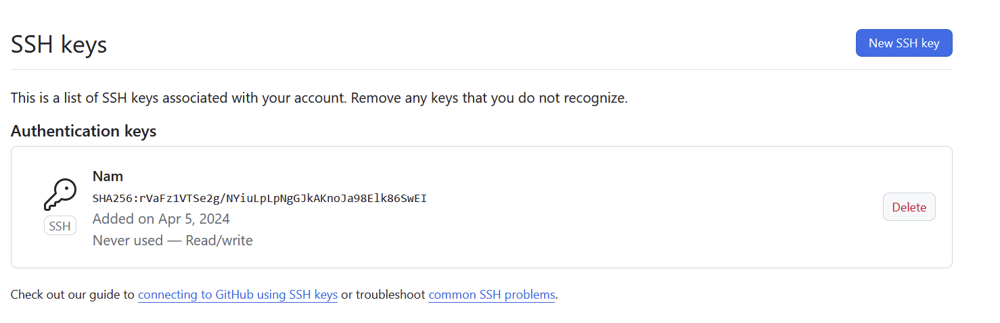 SSH keys
New SSH key
This is a list of SSH keys associated with your account. Remove any keys that you do not recognize.
Authentication keys
Nam
SHA256:rVaFz1VTSe2g/NYiuLpLpNgGJkAKnoJa98Elk86SwEI
Added on Apr 5, 2024
Never used — Read/write
SSH
Delete
Check out our guide to connecting to GitHub using SSH keys or troubleshoot common SSH problems.